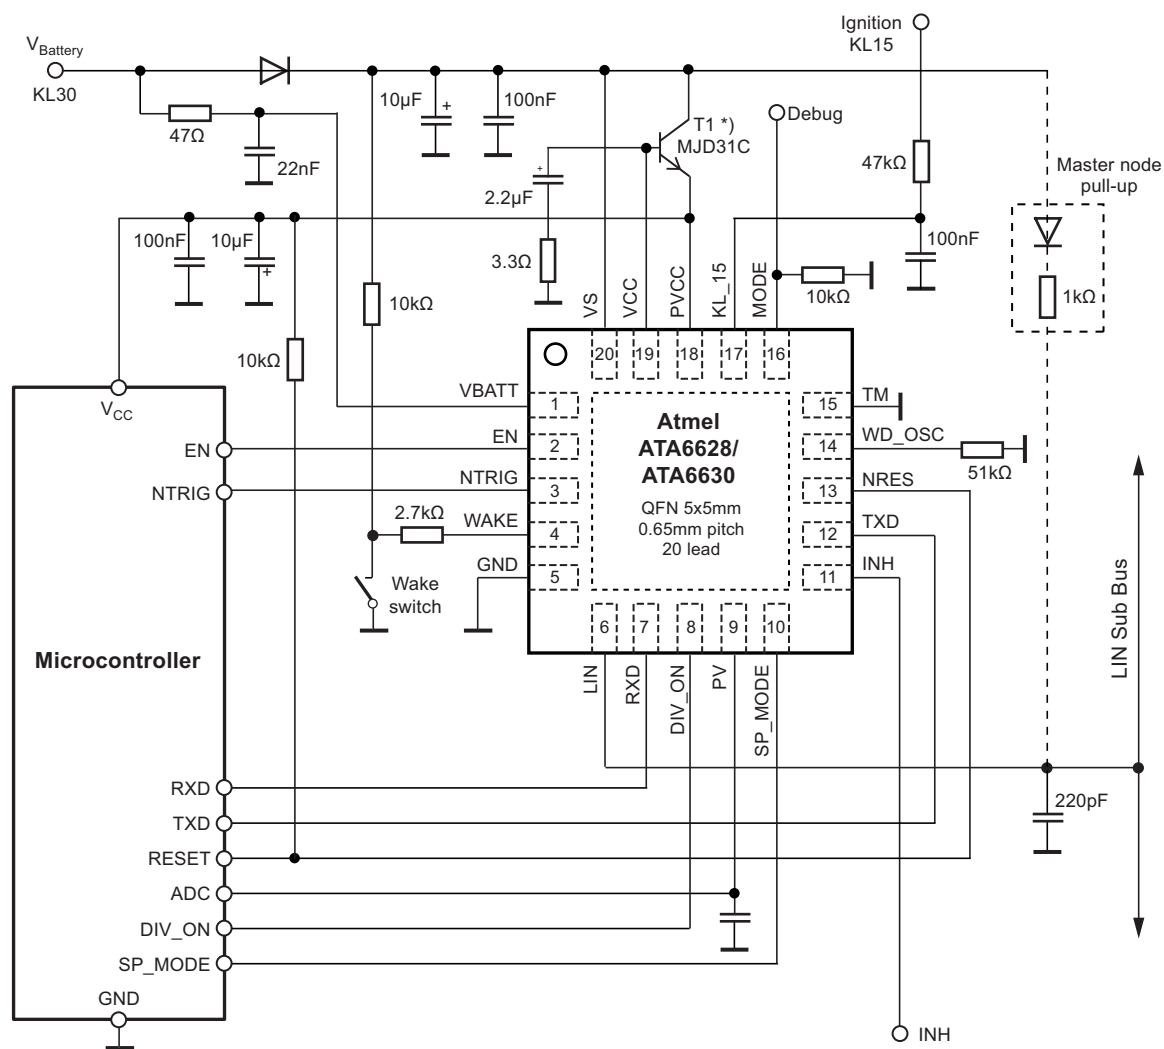 Ignition
KL15
VBattery
KL30
47Ω
22nF
10µF
+
100nF
T1 *)
MJD31C
Debug
47kΩ
Master node
pull-up
+
2.2µF
3.3Ω
100nF
10µF
+
100nF
10kΩ
1kΩ
10kΩ
10kΩ
VS
VCC
PVCC
KL_15
MODE
20
19
18
17
16
VCC
VBATT
1
EN
EN
2
NTRIG
NTRIG
3
2.7kΩ
WAKE
4
GND
5
Wake
switch
Atmel
ATA6628/
ATA6630
QFN 5x5mm
0.65mm pitch
20 lead
15
TM
14
WD_OSC
51kΩ
13
NRES
12
TXD
11
INH
6
7
8
9
10
LIN
RXD
DIV_ON
PV
SP_MODE
LIN Sub Bus
Microcontroller
220pF
RXD
TXD
RESET
ADC
DIV_ON
SP_MODE
GND
INH